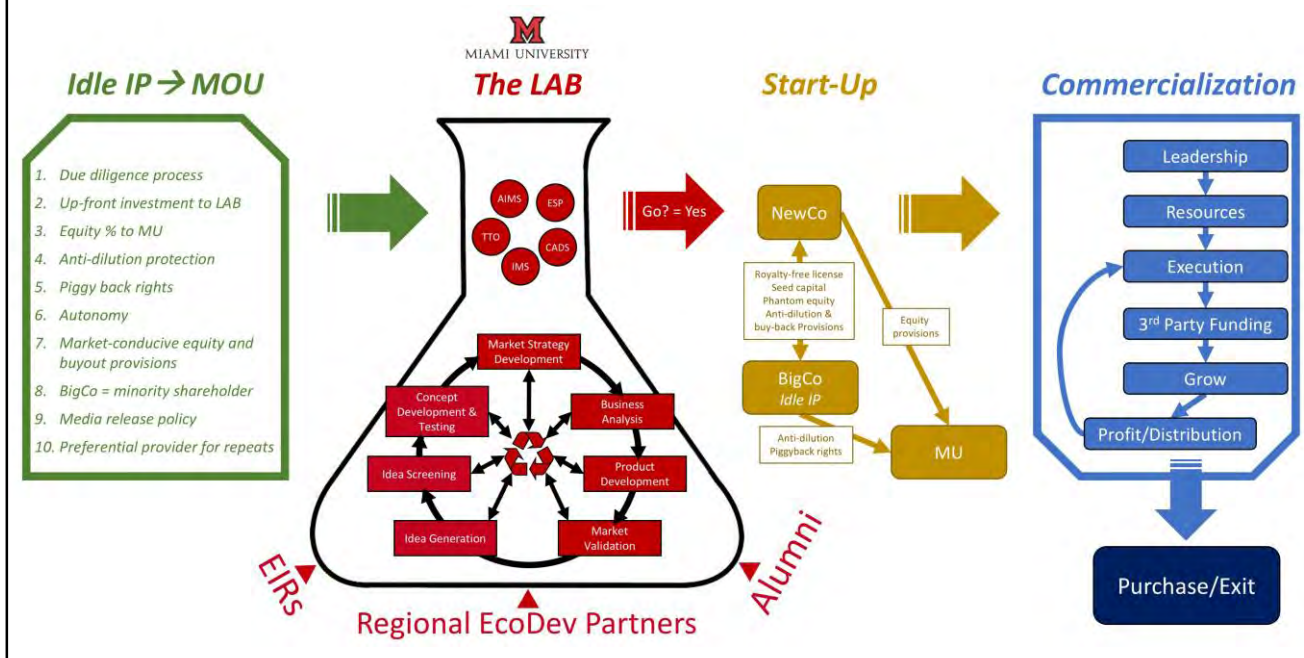 MIAMI UNIVERSITY
Idle IP → MOU
1. Due diligence process
2. Up-front investment to LAB
3. Equity % to MU
4. Anti-dilution protection
5. Piggy back rights
6. Autonomy
7. Market-conducive equity and
buyout provisions
8. BigCo = minority shareholder
9. Media release policy
10. Preferential provider for repeats
The LAB
AIMS
ESP
TTO
CADS
IMS
Market Strategy
Development
Concept
Development &
Testing
Business
Analysis
Idea Screening
Product
Development
Idea Generation
Market
Validation
EIRs
Regional EcoDev Partners
Alumni
Go? = Yes
Start-Up
NewCo
Royalty-free license
Seed capital
Phantom equity
Anti-dilution &
buy-back Provisions
Equity
provisions
BigCo
Idle IP
Anti-dilution
Piggyback rights
MU
Commercialization
Leadership
Resources
Execution
3rd Party Funding
Grow
Profit/Distribution
Purchase/Exit